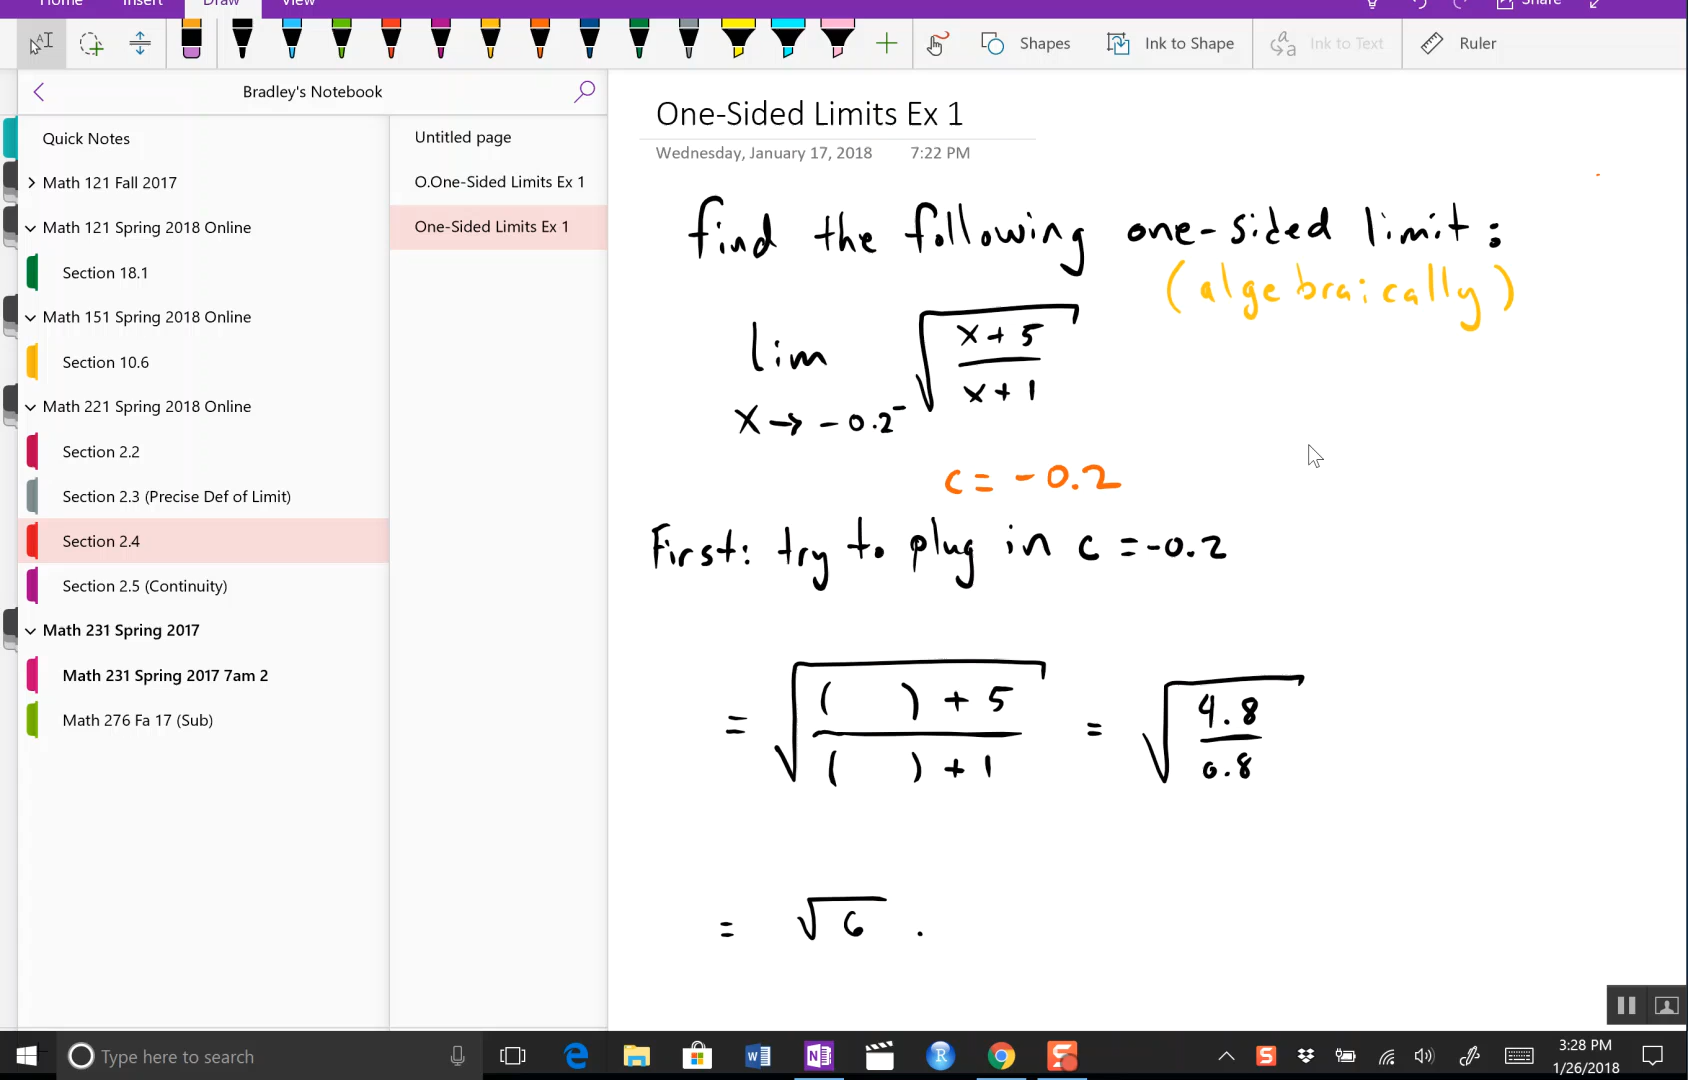 Home Insert Draw View Share
Shapes Ink to Shape Ink to Text Ruler
Bradley's Notebook
Quick Notes
Math 121 Fall 2017
Math 121 Spring 2018 Online
Section 18.1
Math 151 Spring 2018 Online
Section 10.6
Math 221 Spring 2018 Online
Section 2.2
Section 2.3 (Precise Def of Limit)
Section 2.4
Section 2.5 (Continuity)
Math 231 Spring 2017
Math 231 Spring 2017 7am 2
Math 276 Fa 17 (Sub)
Untitled page
O.One-Sided Limits Ex 1
One-Sided Limits Ex 1
One-Sided Limits Ex 1
Wednesday, January 17, 2018 7:22 PM
find the following one-sided limit:
(algebraically)
lim √((x+5)/(x+1))
x → -0.2⁻
c = -0.2
First: try to plug in c = -0.2
= √((( ) + 5)/(( ) + 1)) = √(4.8/0.8)
= √6 .
Type here to search
3:28 PM
1/26/2018